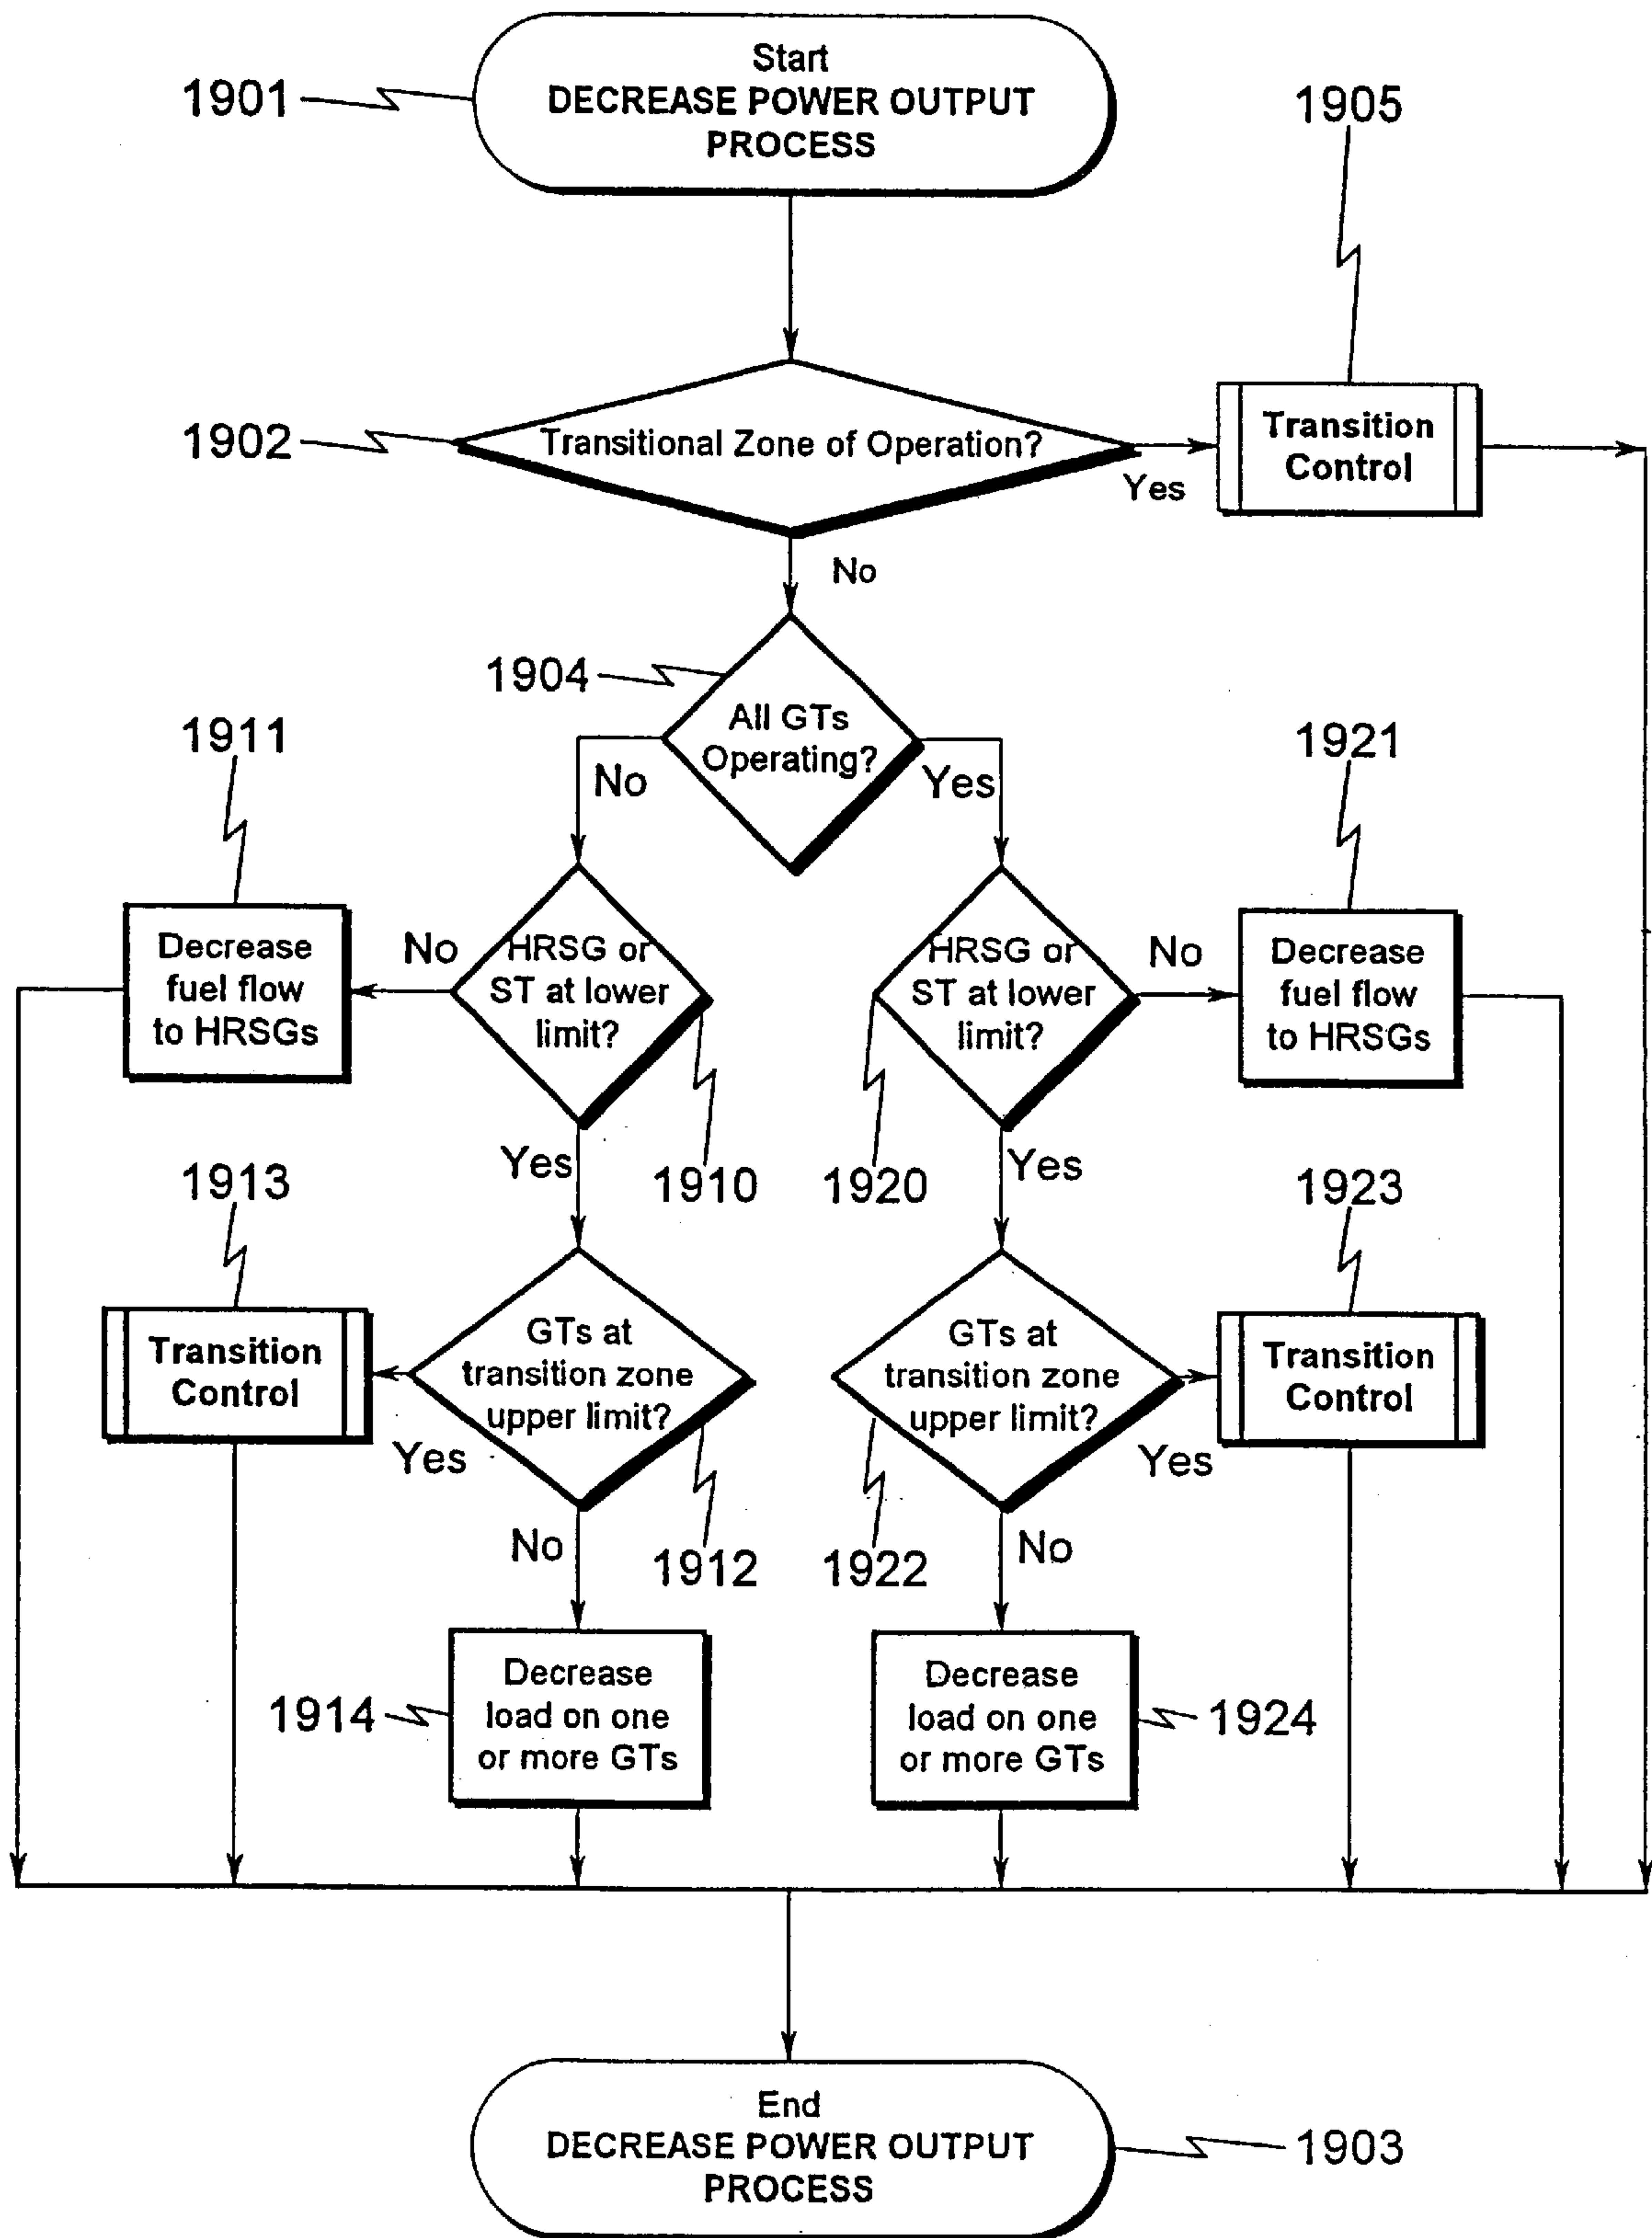 Start
DECREASE POWER OUTPUT
PROCESS
1901
1905
1902
Transitional Zone of Operation?
Yes
Transition
Control
No
1904
All GTs
Operating?
No
Yes
1911
1921
Decrease
fuel flow
to HRSGs
No
HRSG or
ST at lower
limit?
HRSG or
ST at lower
limit?
No
Decrease
fuel flow
to HRSGs
Yes
1910
1920
Yes
1913
1923
Transition
Control
Yes
GTs at
transition zone
upper limit?
GTs at
transition zone
upper limit?
Yes
Transition
Control
No
1912
1922
No
1914
Decrease
load on one
or more GTs
Decrease
load on one
or more GTs
1924
End
DECREASE POWER OUTPUT
PROCESS
1903